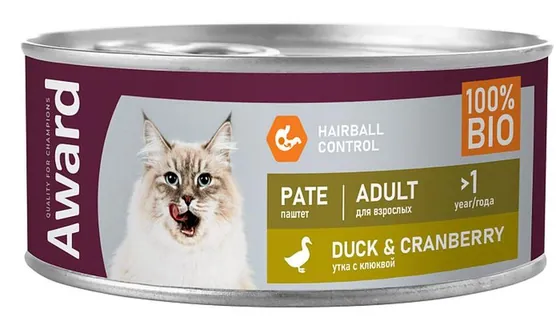 Award
QUALITY FOR CHAMPIONS
HAIRBALL
CONTROL
100%
BIO
PATE
паштет
ADULT
для взрослых
>1
year/года
DUCK & CRANBERRY
утка с клюквой